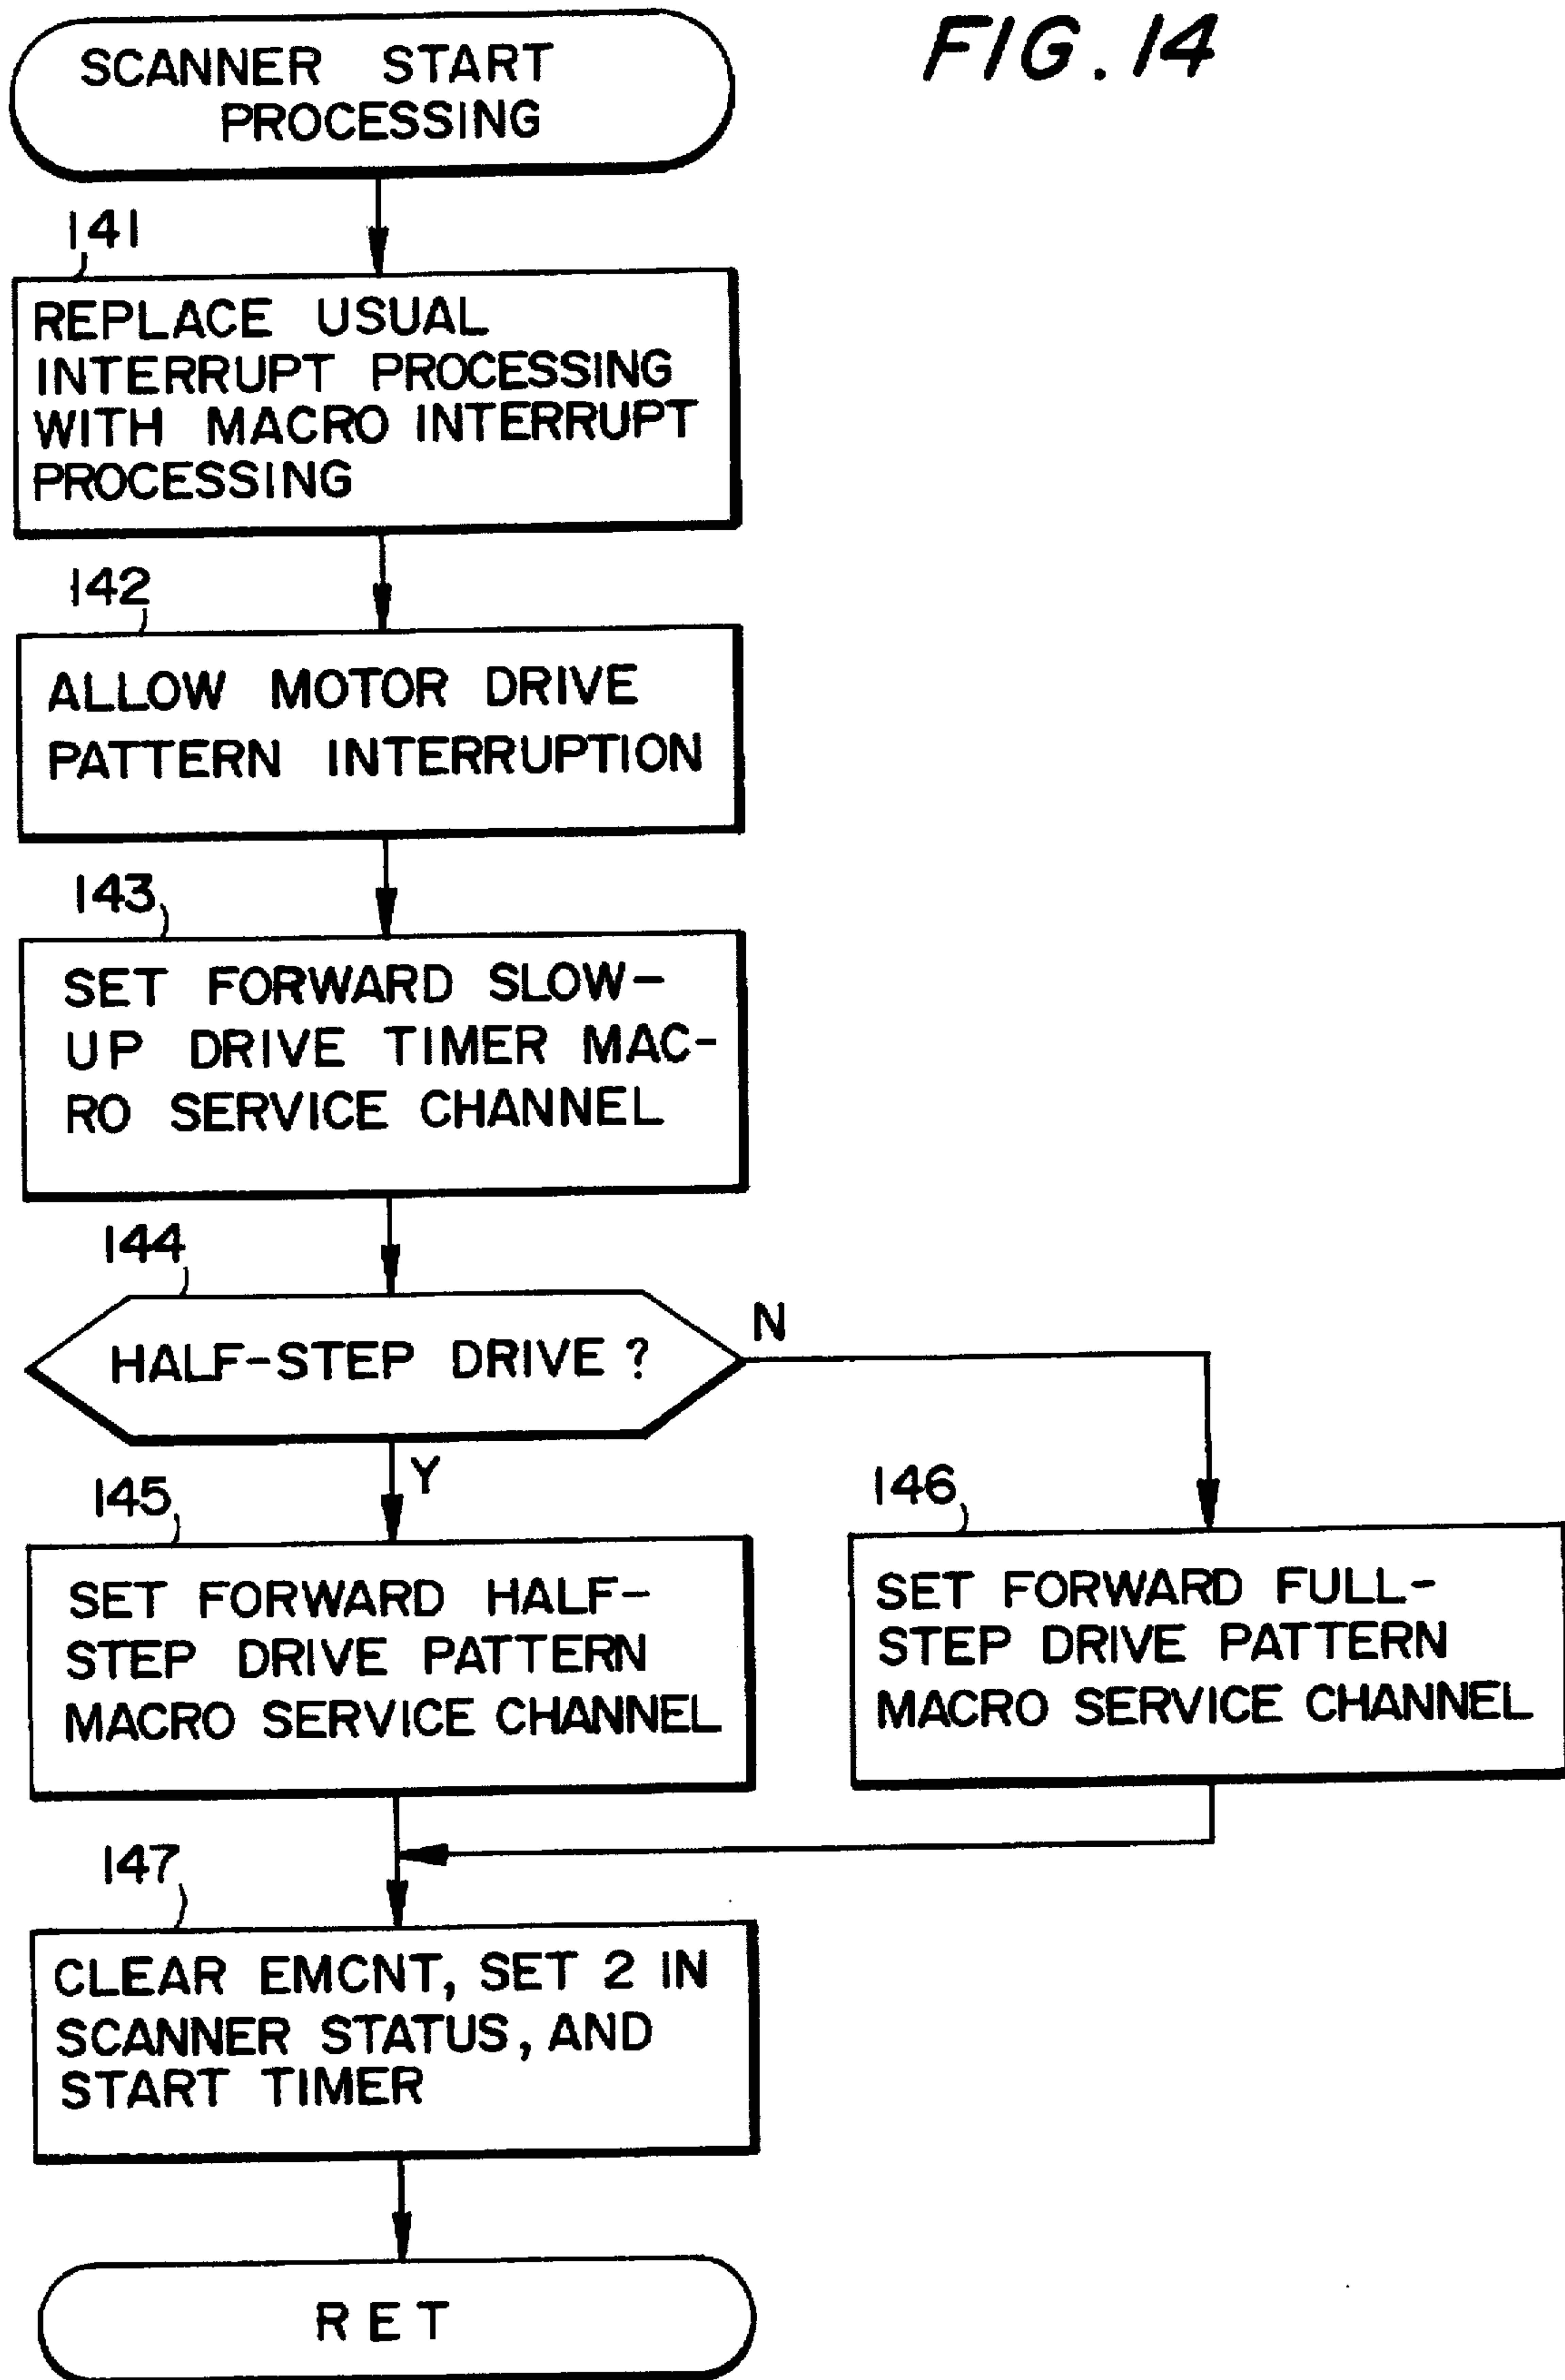 FIG. 14
SCANNER START
PROCESSING
141
REPLACE USUAL
INTERRUPT PROCESSING
WITH MACRO INTERRUPT
PROCESSING
142
ALLOW MOTOR DRIVE
PATTERN INTERRUPTION
143
SET FORWARD SLOW-
UP DRIVE TIMER MAC-
RO SERVICE CHANNEL
144
HALF-STEP DRIVE ?
N
Y
145
SET FORWARD HALF-
STEP DRIVE PATTERN
MACRO SERVICE CHANNEL
146
SET FORWARD FULL-
STEP DRIVE PATTERN
MACRO SERVICE CHANNEL
147
CLEAR EMCNT, SET 2 IN
SCANNER STATUS, AND
START TIMER
RET